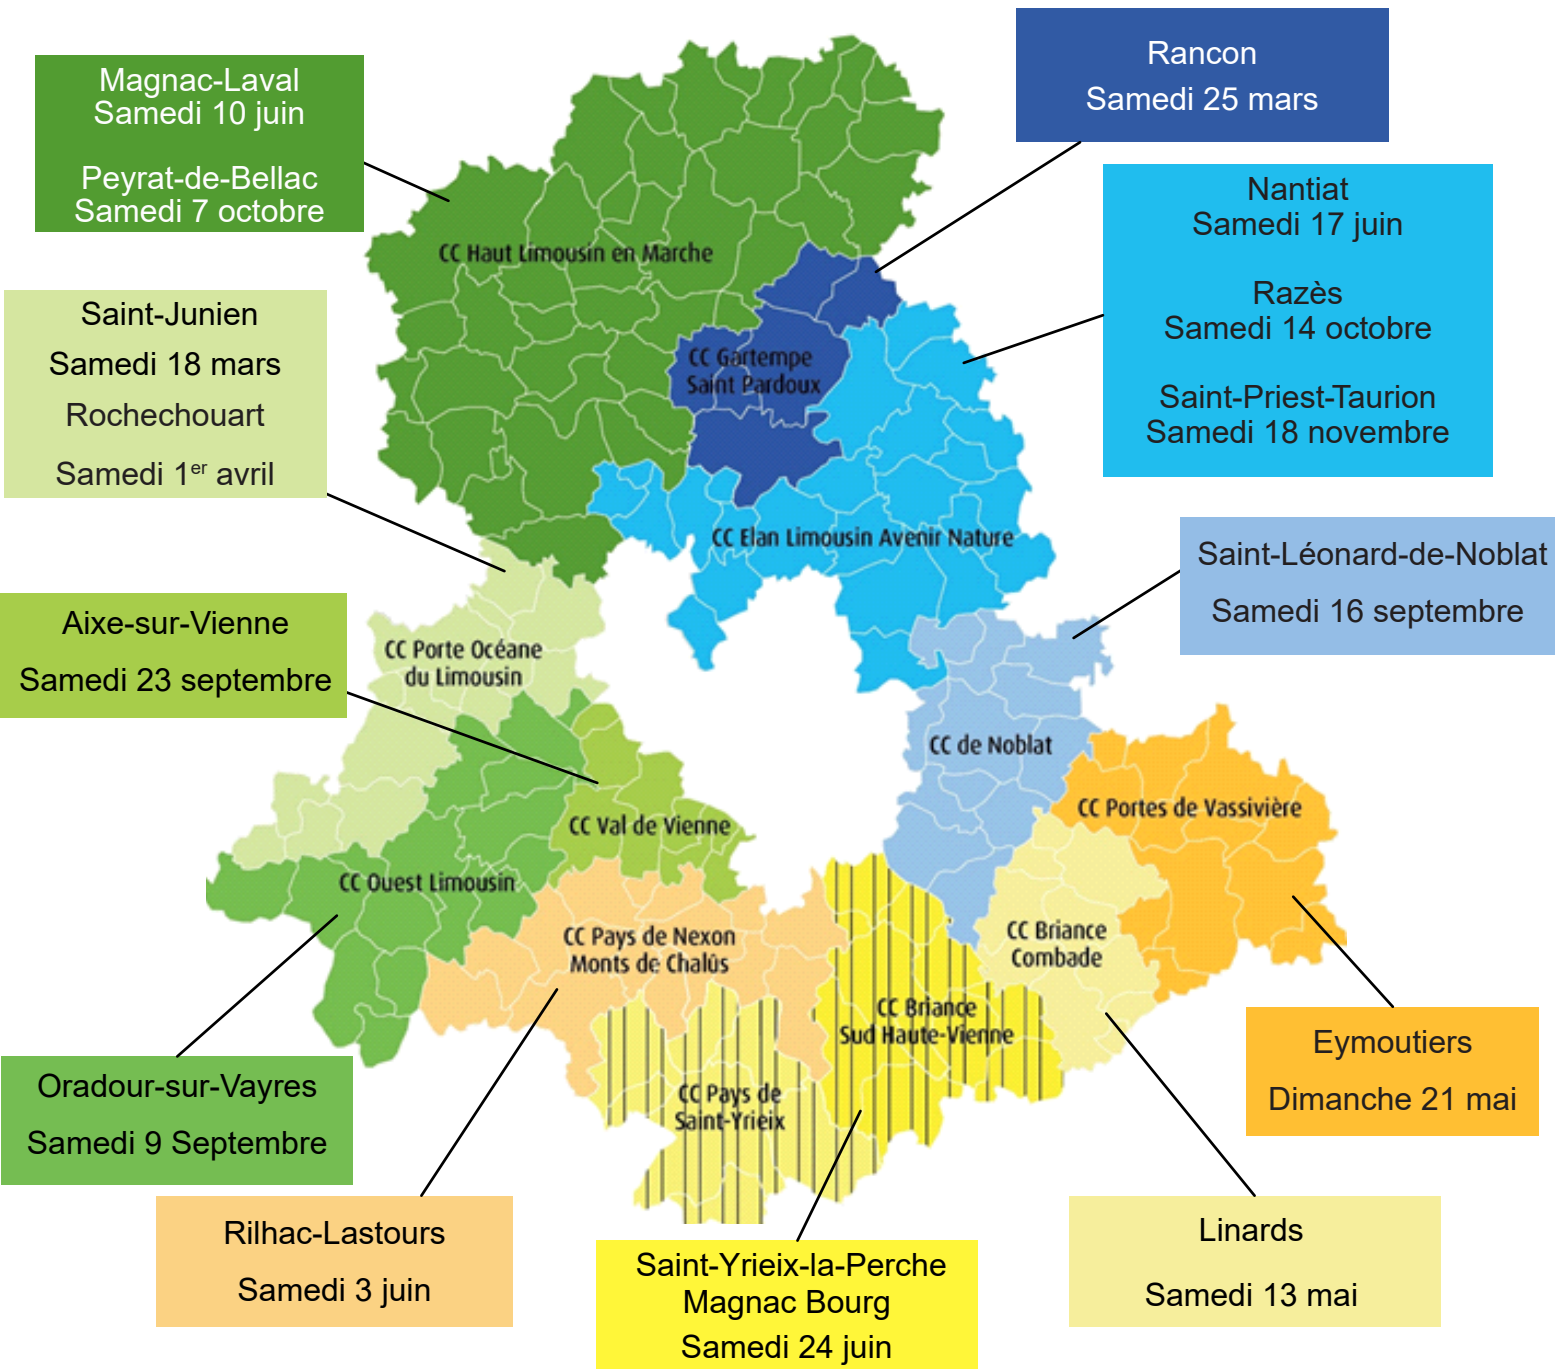 Magnac-Laval
Samedi 10 juin
Peyrat-de-Bellac
Samedi 7 octobre
Rancon
Samedi 25 mars
Nantiat
Samedi 17 juin
Razès
Samedi 14 octobre
Saint-Priest-Taurion
Samedi 18 novembre
CC Haut Limousin en Marche
Saint-Junien
Samedi 18 mars
Rochechouart
Samedi 1er avril
CC Gartempe
Saint Pardoux
CC Elan Limousin Avenir Nature
Saint-Léonard-de-Noblat
Samedi 16 septembre
Aixe-sur-Vienne
Samedi 23 septembre
CC Porte Océane
du Limousin
CC de Noblat
CC Portes de Vassivière
CC Val de Vienne
CC Ouest Limousin
CC Pays de Nexon
Monts de Chalûs
CC Briance
Combade
CC Briance
Sud Haute-Vienne
CC Pays de
Saint-Yrieix
Oradour-sur-Vayres
Samedi 9 Septembre
Eymoutiers
Dimanche 21 mai
Rilhac-Lastours
Samedi 3 juin
Saint-Yrieix-la-Perche
Magnac Bourg
Samedi 24 juin
Linards
Samedi 13 mai